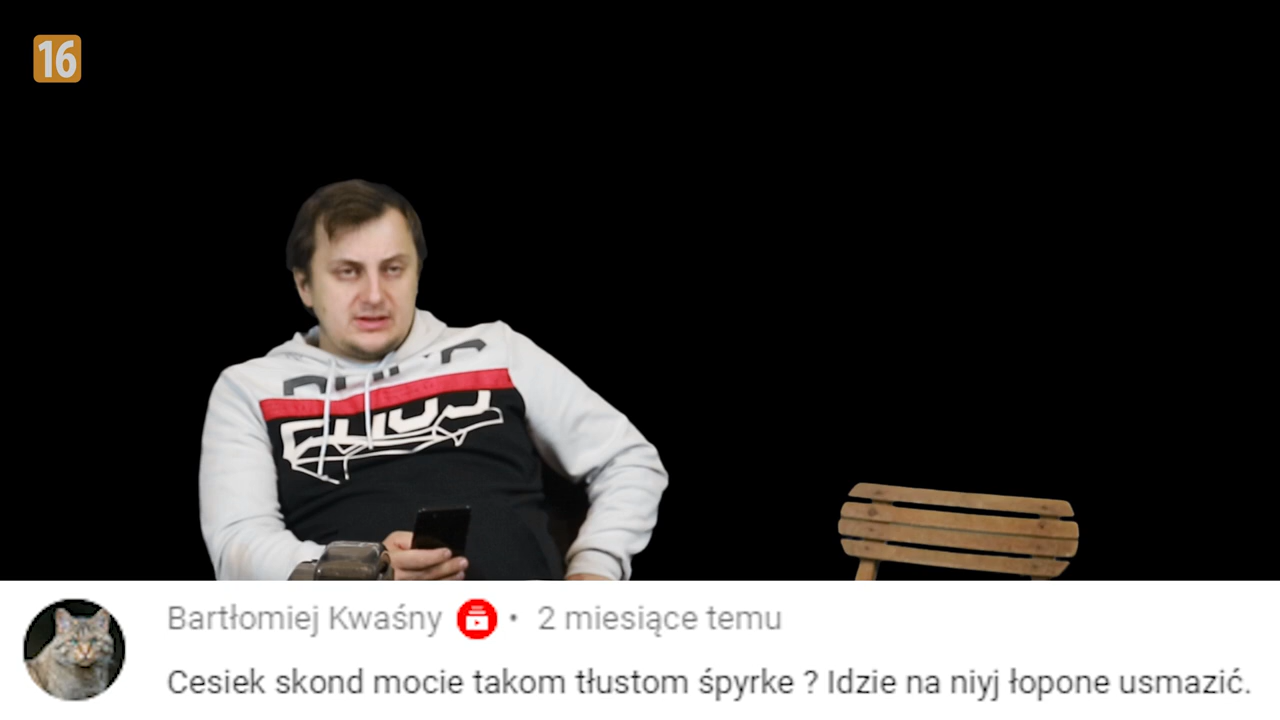 16
Bartłomiej Kwaśny • 2 miesiące temu
Cesiek skond mocie takom tłustom śpyrke ? Idzie na niyj łopone usmazić.